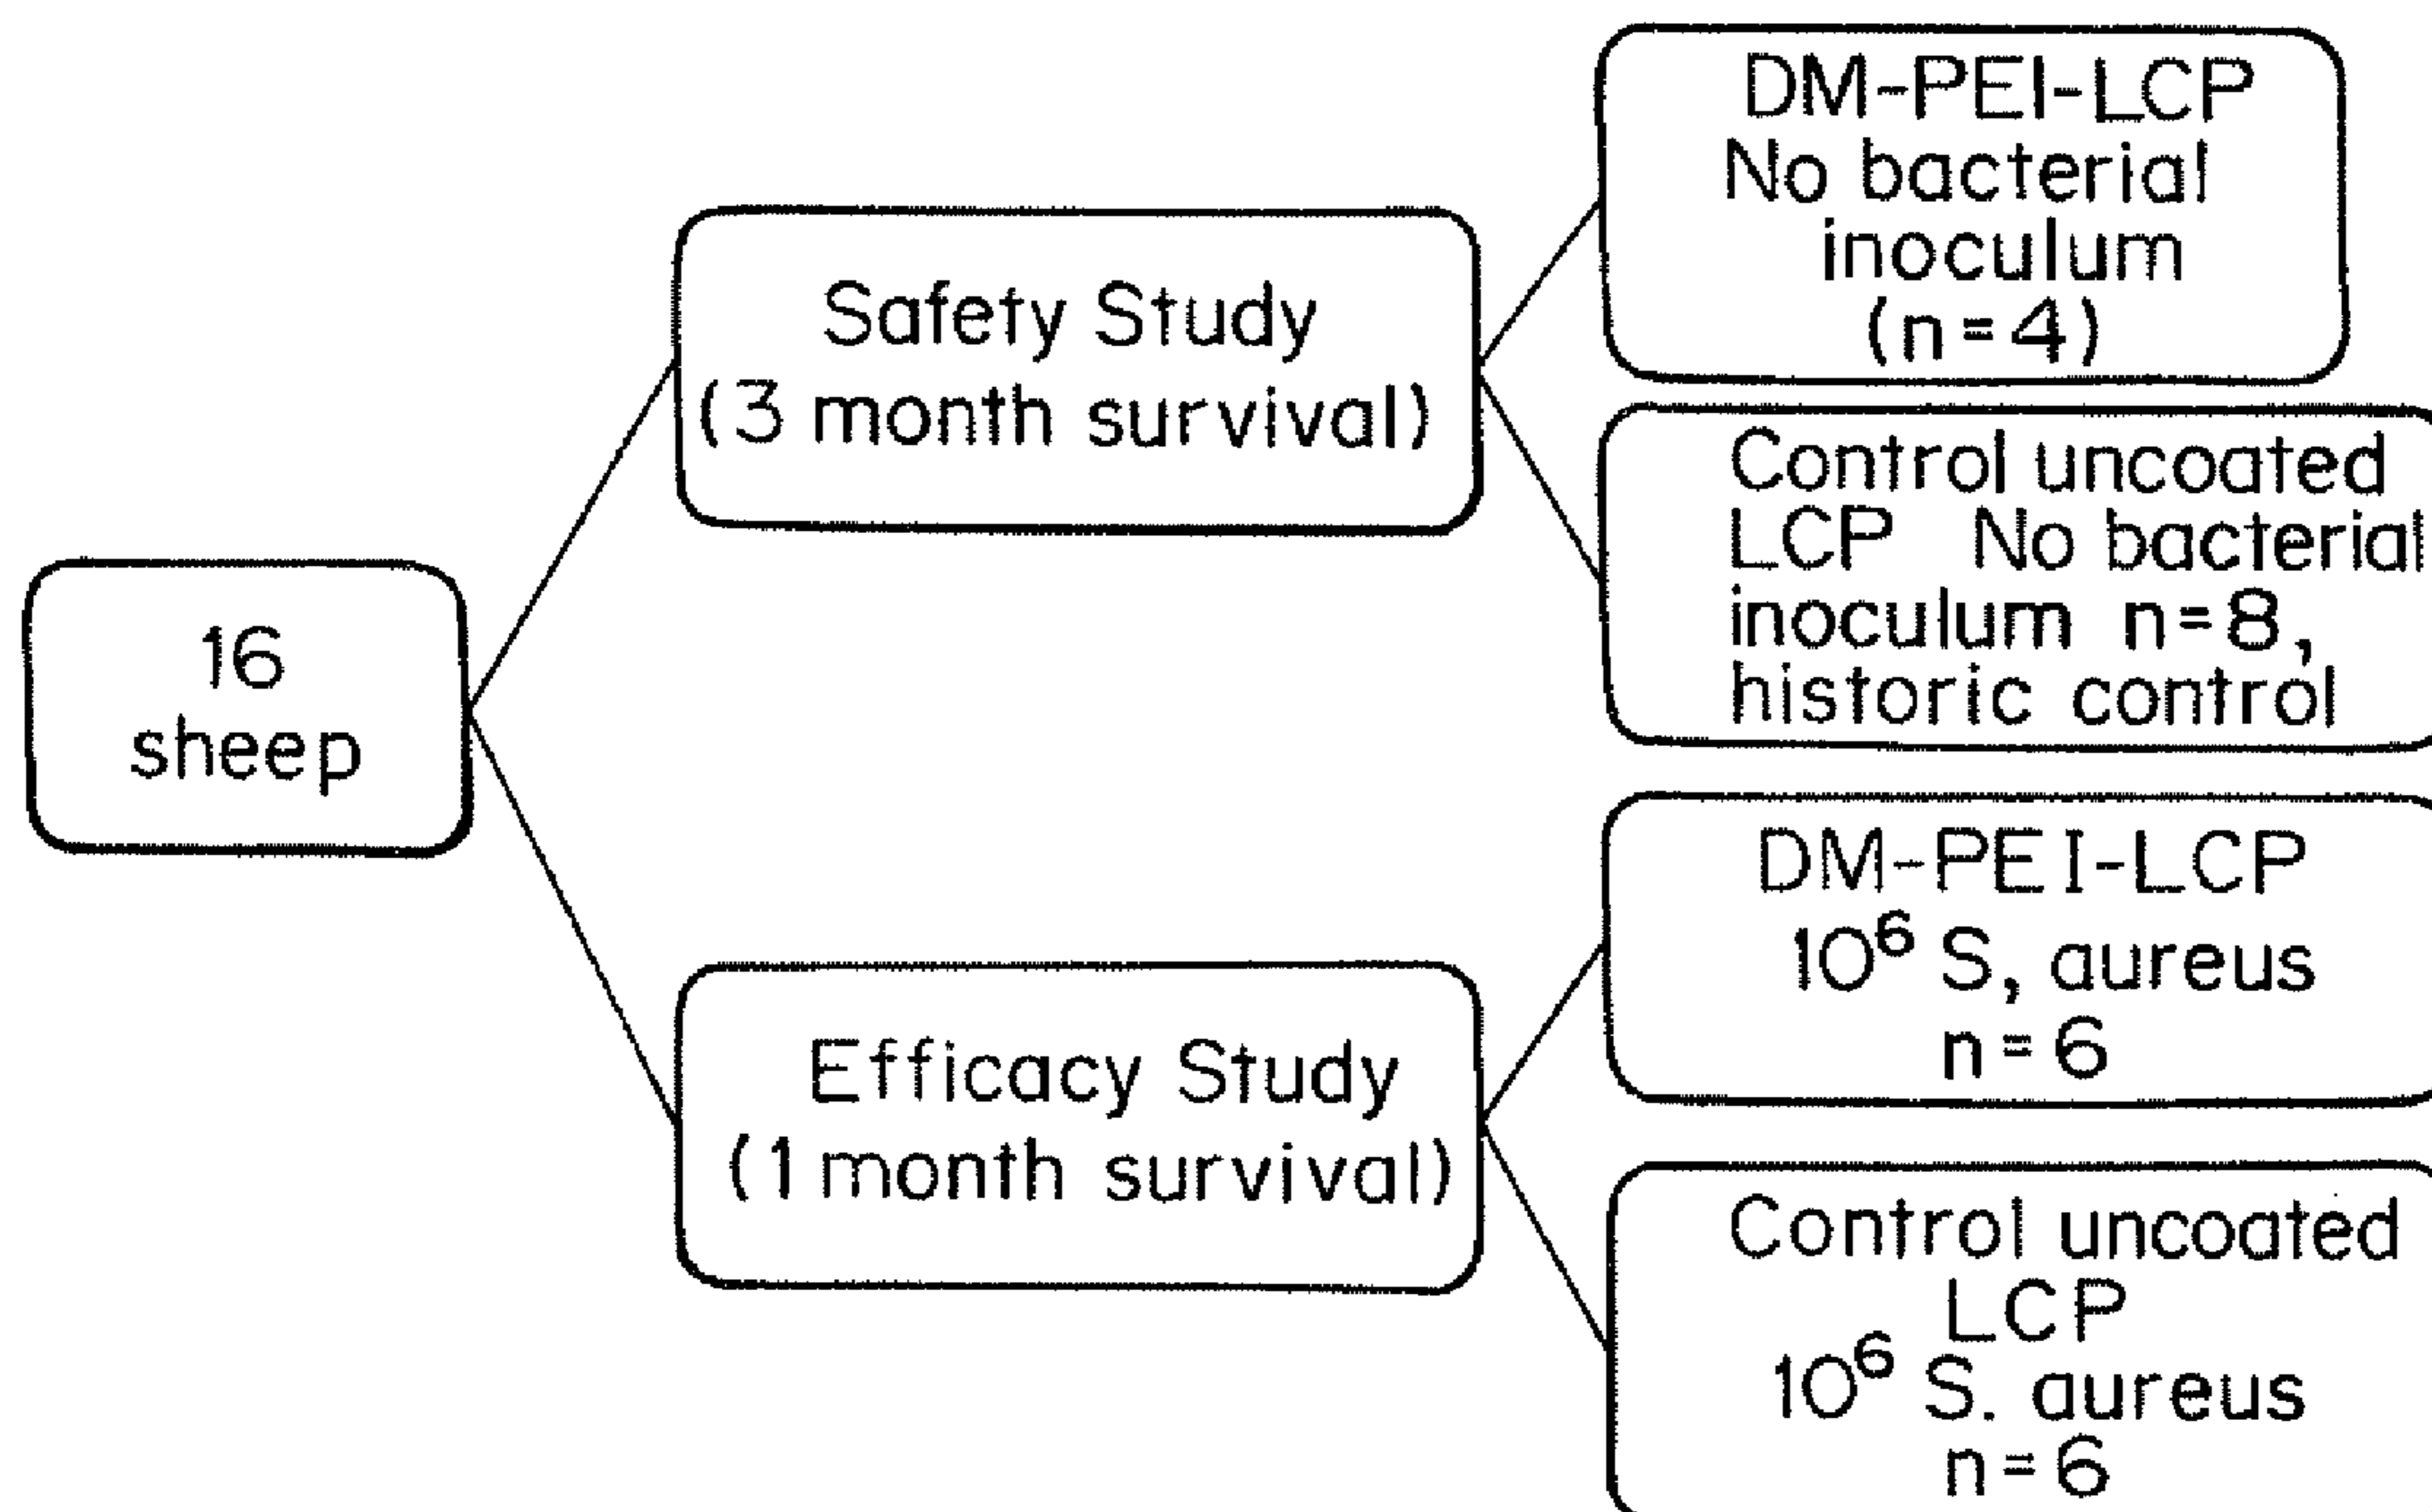 16
sheep
Safety Study
(3 month survival)
Efficacy Study
(1 month survival)
DM-PEI-LCP
No bacterial
inoculum
(n=4)
Control uncoated
LCP No bacterial
inoculum n=8,
historic control
DM-PEI-LCP
10⁶ S, aureus
n=6
Control uncoated
LCP
10⁶ S. aureus
n=6